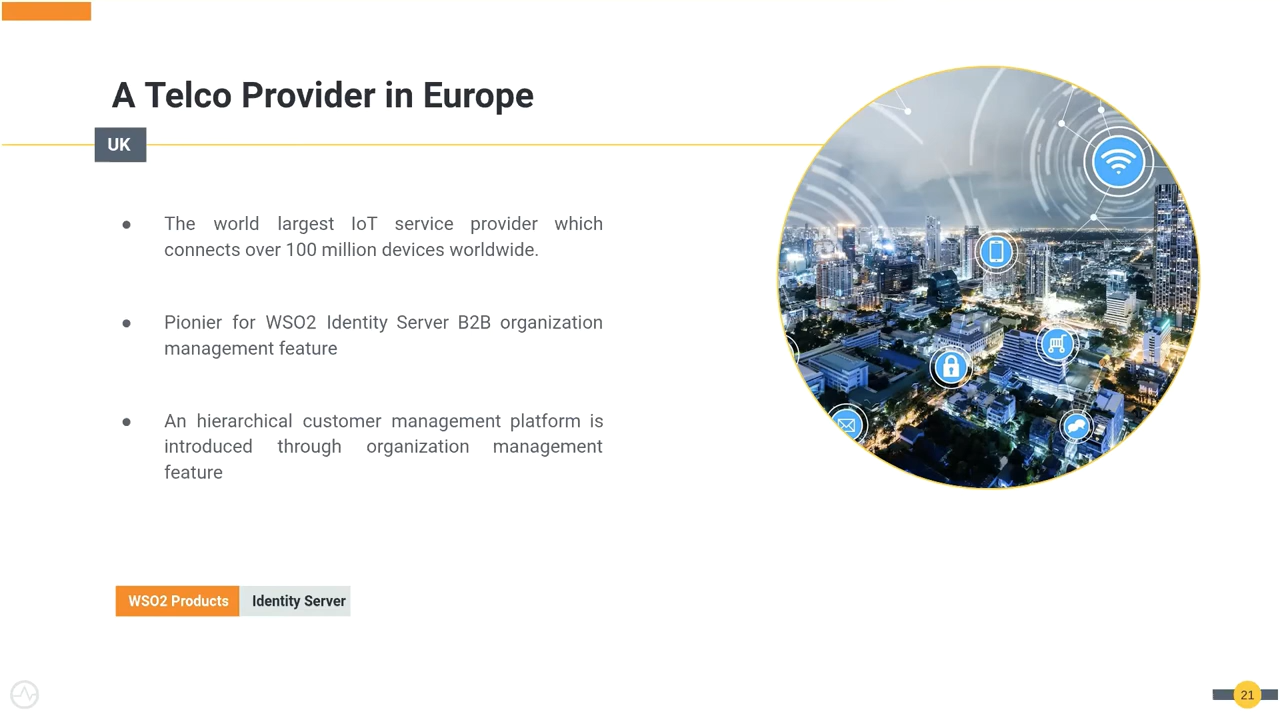 A Telco Provider in Europe
UK
● The world largest IoT service provider which
connects over 100 million devices worldwide.
● Pionier for WSO2 Identity Server B2B organization
management feature
● An hierarchical customer management platform is
introduced through organization management
feature
WSO2 Products Identity Server
21